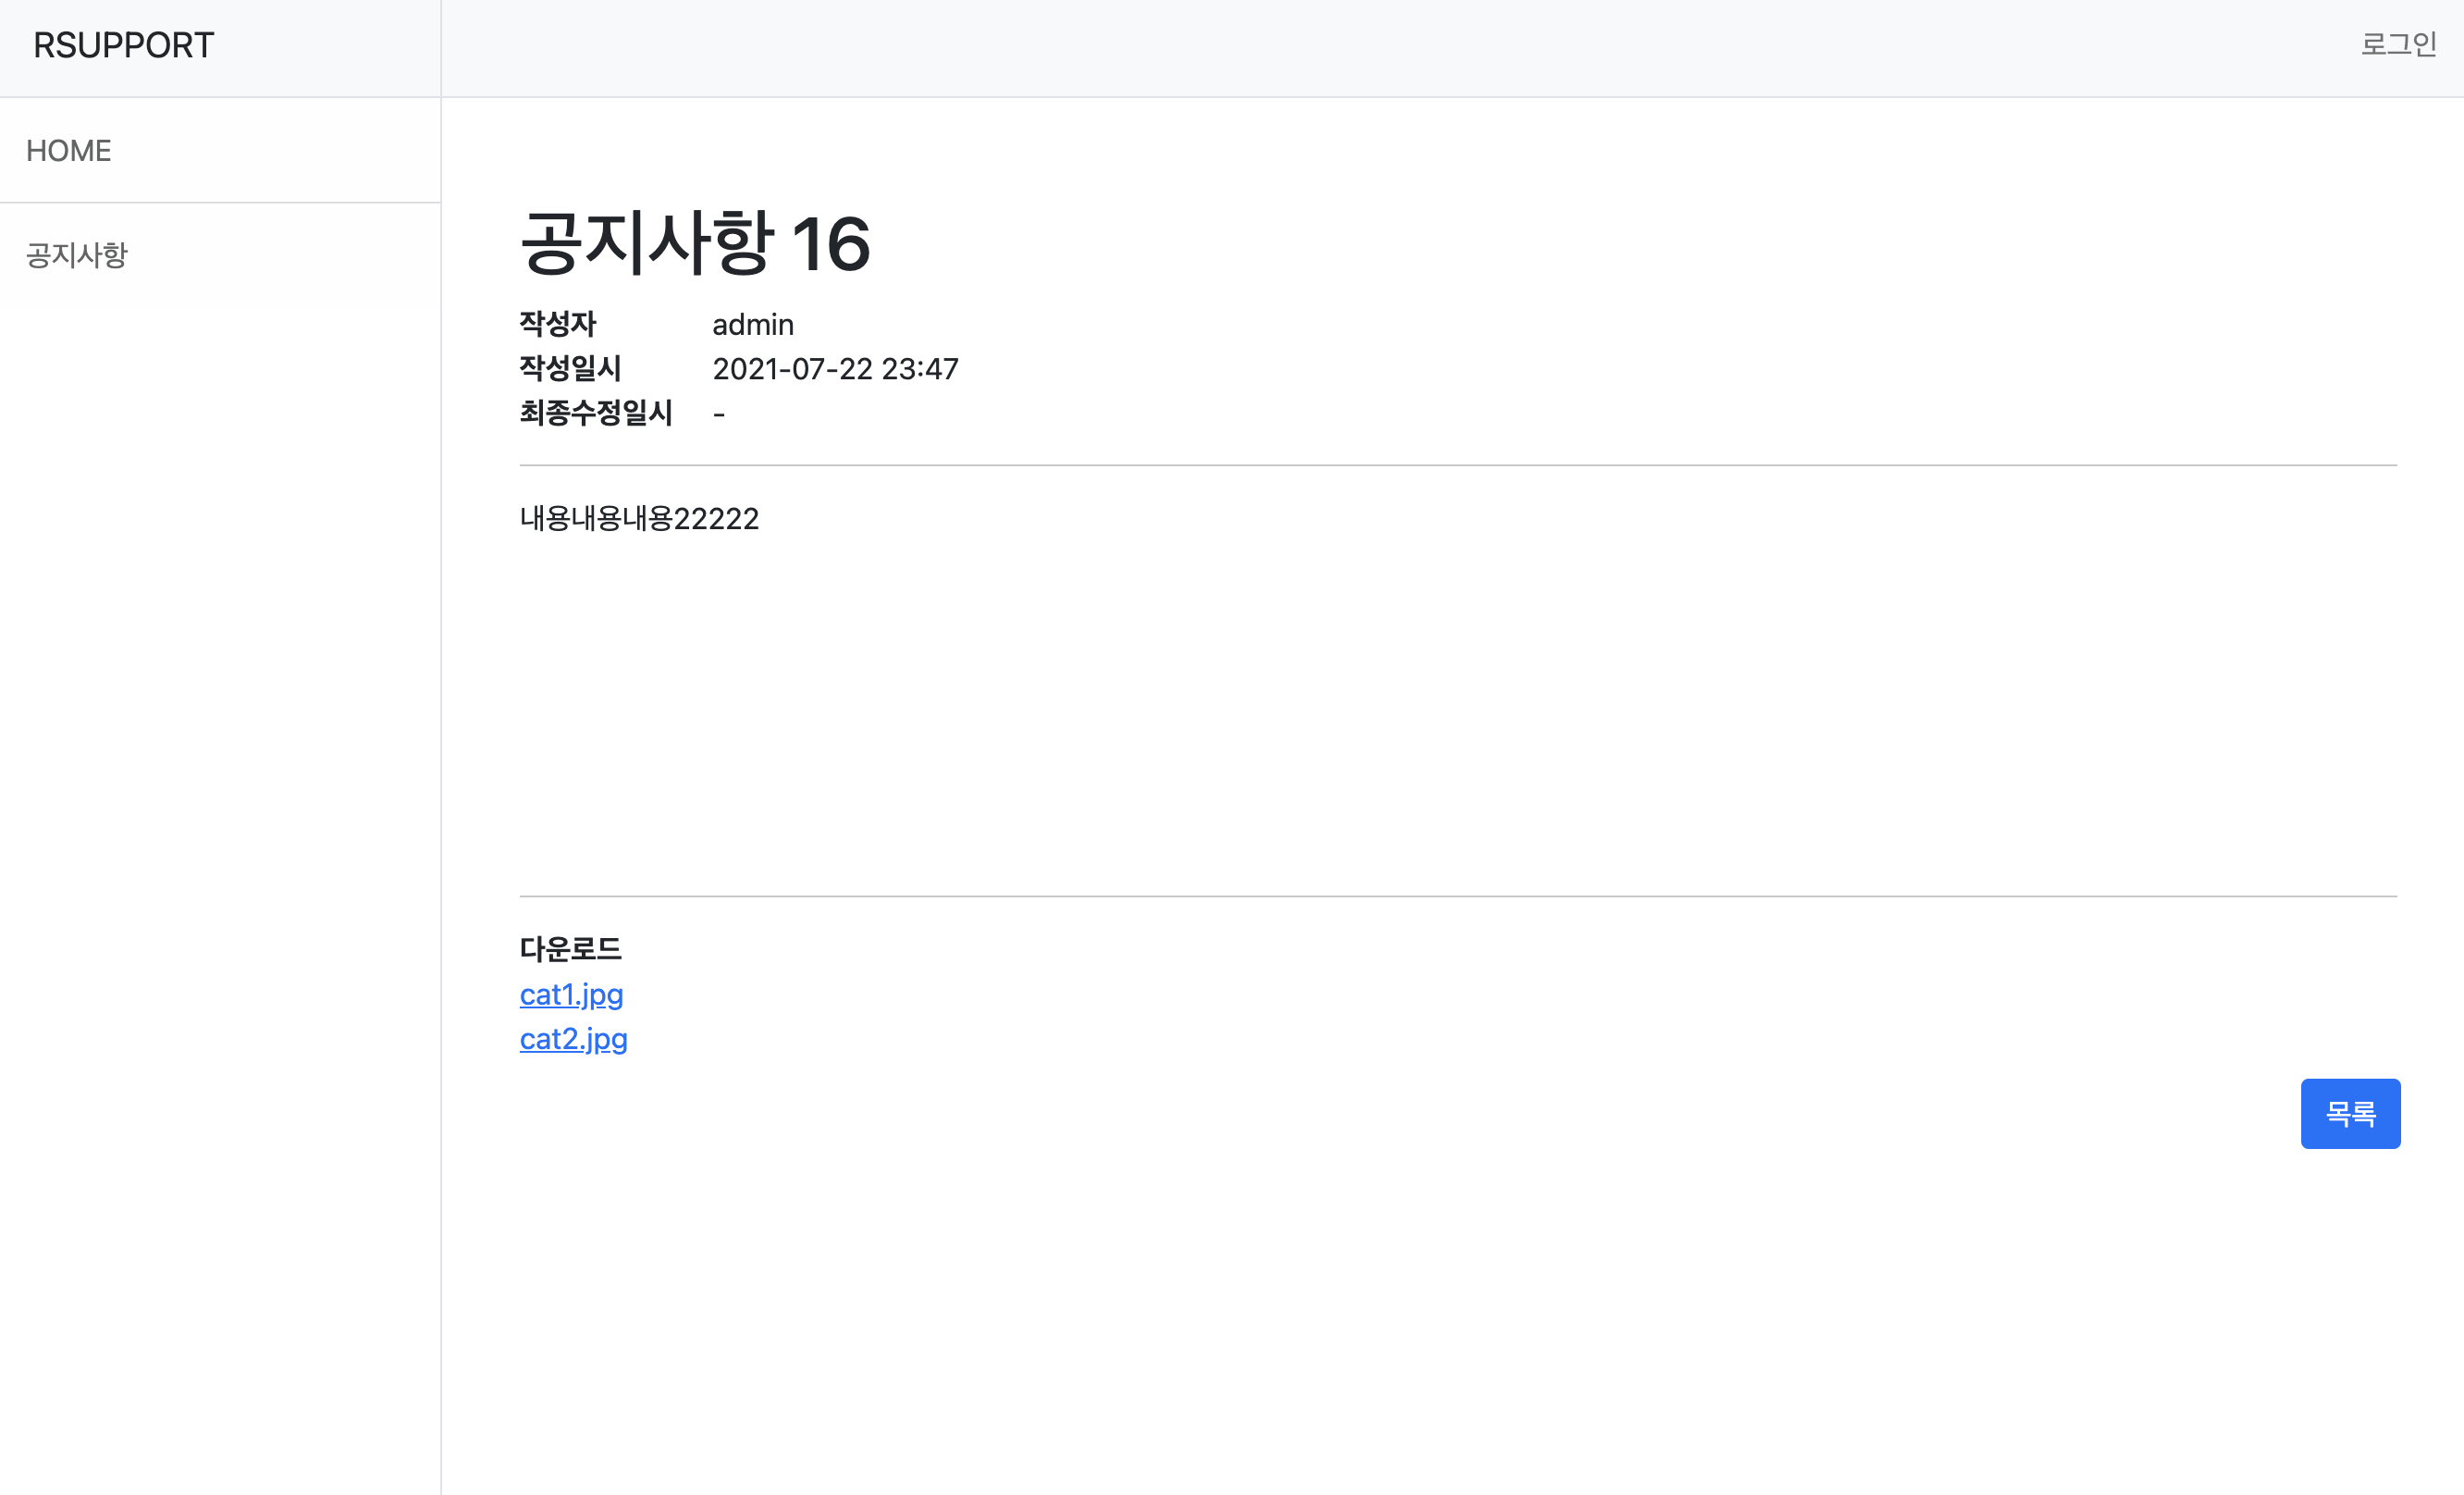 RSUPPORT
로그인
HOME
공지사항
공지사항 16
작성자 admin
작성일시 2021-07-22 23:47
최종수정일시 -
내용내용내용22222
다운로드
cat1.jpg
cat2.jpg
목록